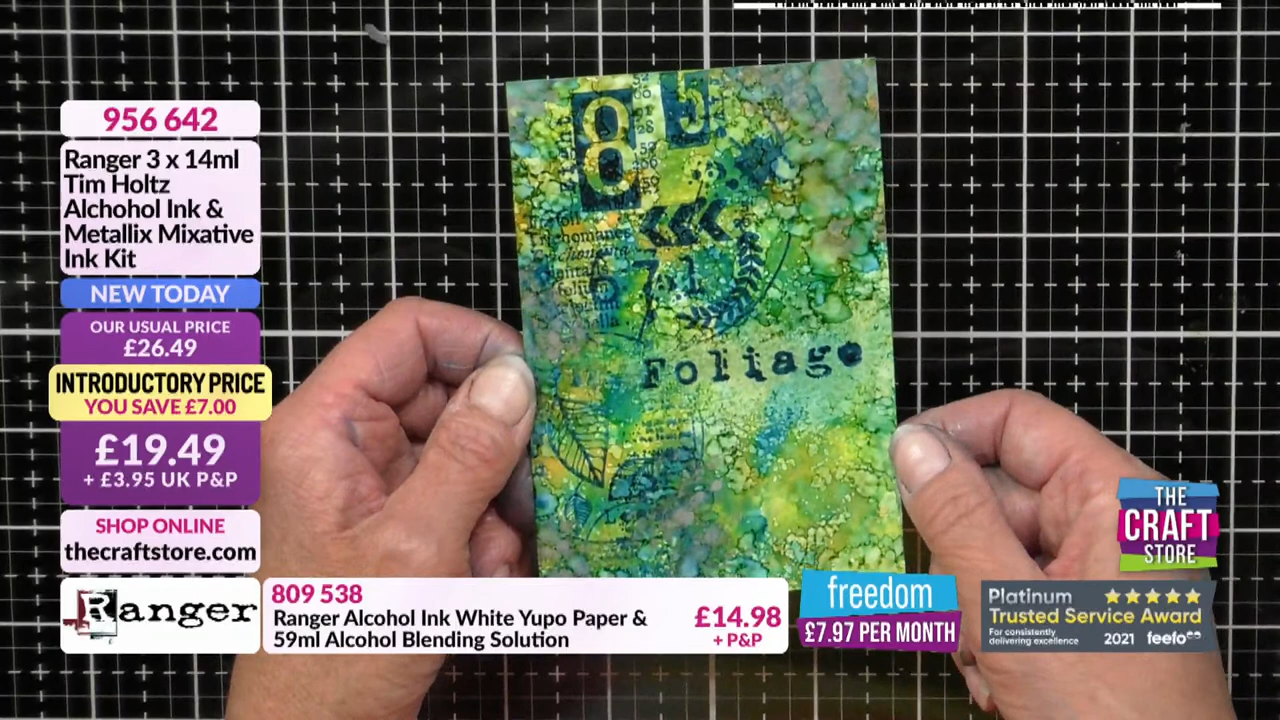 956 642
Ranger 3 x 14ml
Tim Holtz
Alchohol Ink &
Metallix Mixative
Ink Kit
NEW TODAY
OUR USUAL PRICE
£26.49
INTRODUCTORY PRICE
YOU SAVE £7.00
£19.49
+ £3.95 UK P&P
SHOP ONLINE
thecraftstore.com
Ranger
809 538
Ranger Alcohol Ink White Yupo Paper &
59ml Alcohol Blending Solution
£14.98
+ P&P
freedom
£7.97 PER MONTH
THE
CRAFT
STORE
Platinum
Trusted Service Award
For consistently
delivering excellence
2021 feefo
8 5
Trichomanes
Foliage